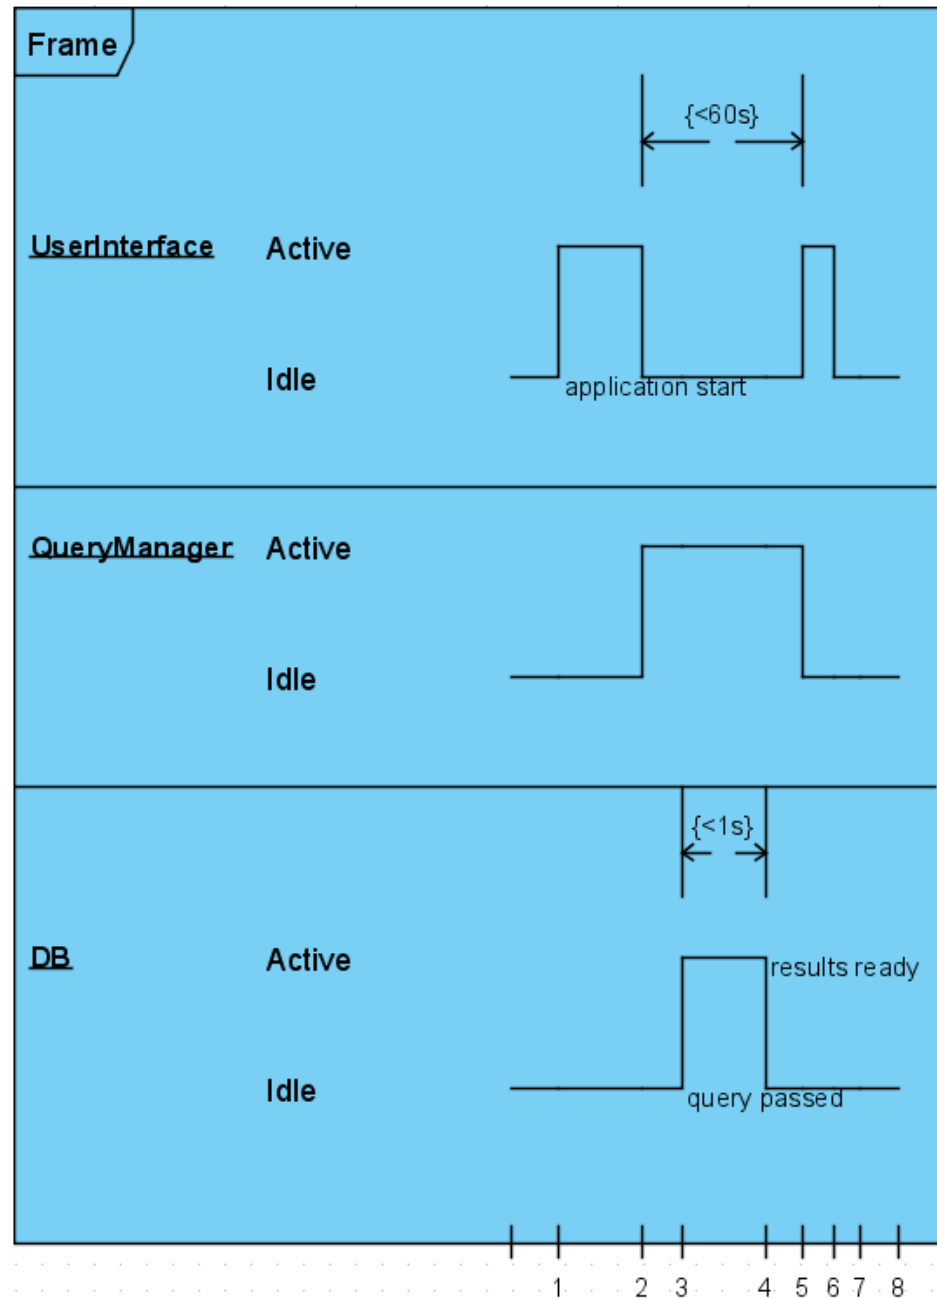 Frame
{<60s}
UserInterface Active
Idle
application start
QueryManager Active
Idle
{<1s}
DB Active
results ready
Idle
query passed
1 2 3 4 5 6 7 8